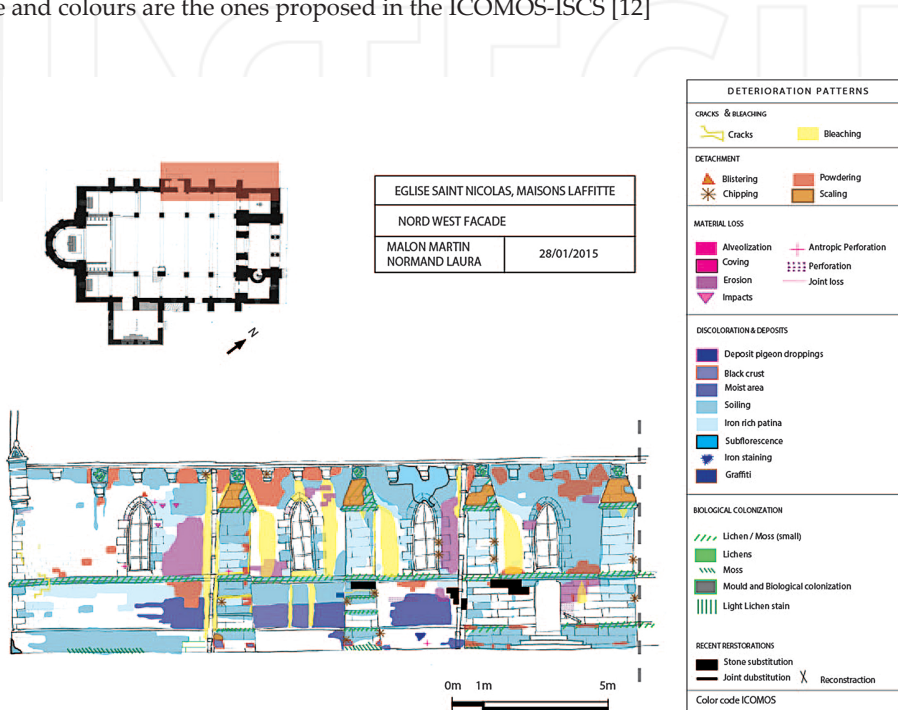 e and colours are the ones proposed in the ICOMOS-ISCS [12]
EGLISE SAINT NICOLAS, MAISONS LAFFITTE
NORD WEST FACADE
MALON MARTIN
NORMAND LAURA
28/01/2015
N
0m 1m 5m
DETERIORATION PATTERNS
CRACKS & BLEACHING
Cracks
Bleaching
DETACHMENT
Blistering
Powdering
Chipping
Scaling
MATERIAL LOSS
Alveolization
Antropic Perforation
Coving
Perforation
Erosion
Joint loss
Impacts
DISCOLORATION & DEPOSITS
Deposit pigeon droppings
Black crust
Moist area
Soiling
Iron rich patina
Subflorescence
Iron staining
Graffiti
BIOLOGICAL COLONIZATION
Lichen / Moss (small)
Lichens
Moss
Mould and Biological colonization
Light Lichen stain
RECENT RERSTORATIONS
Stone substitution
Joint dubstitution
Reconstraction
Color code ICOMOS